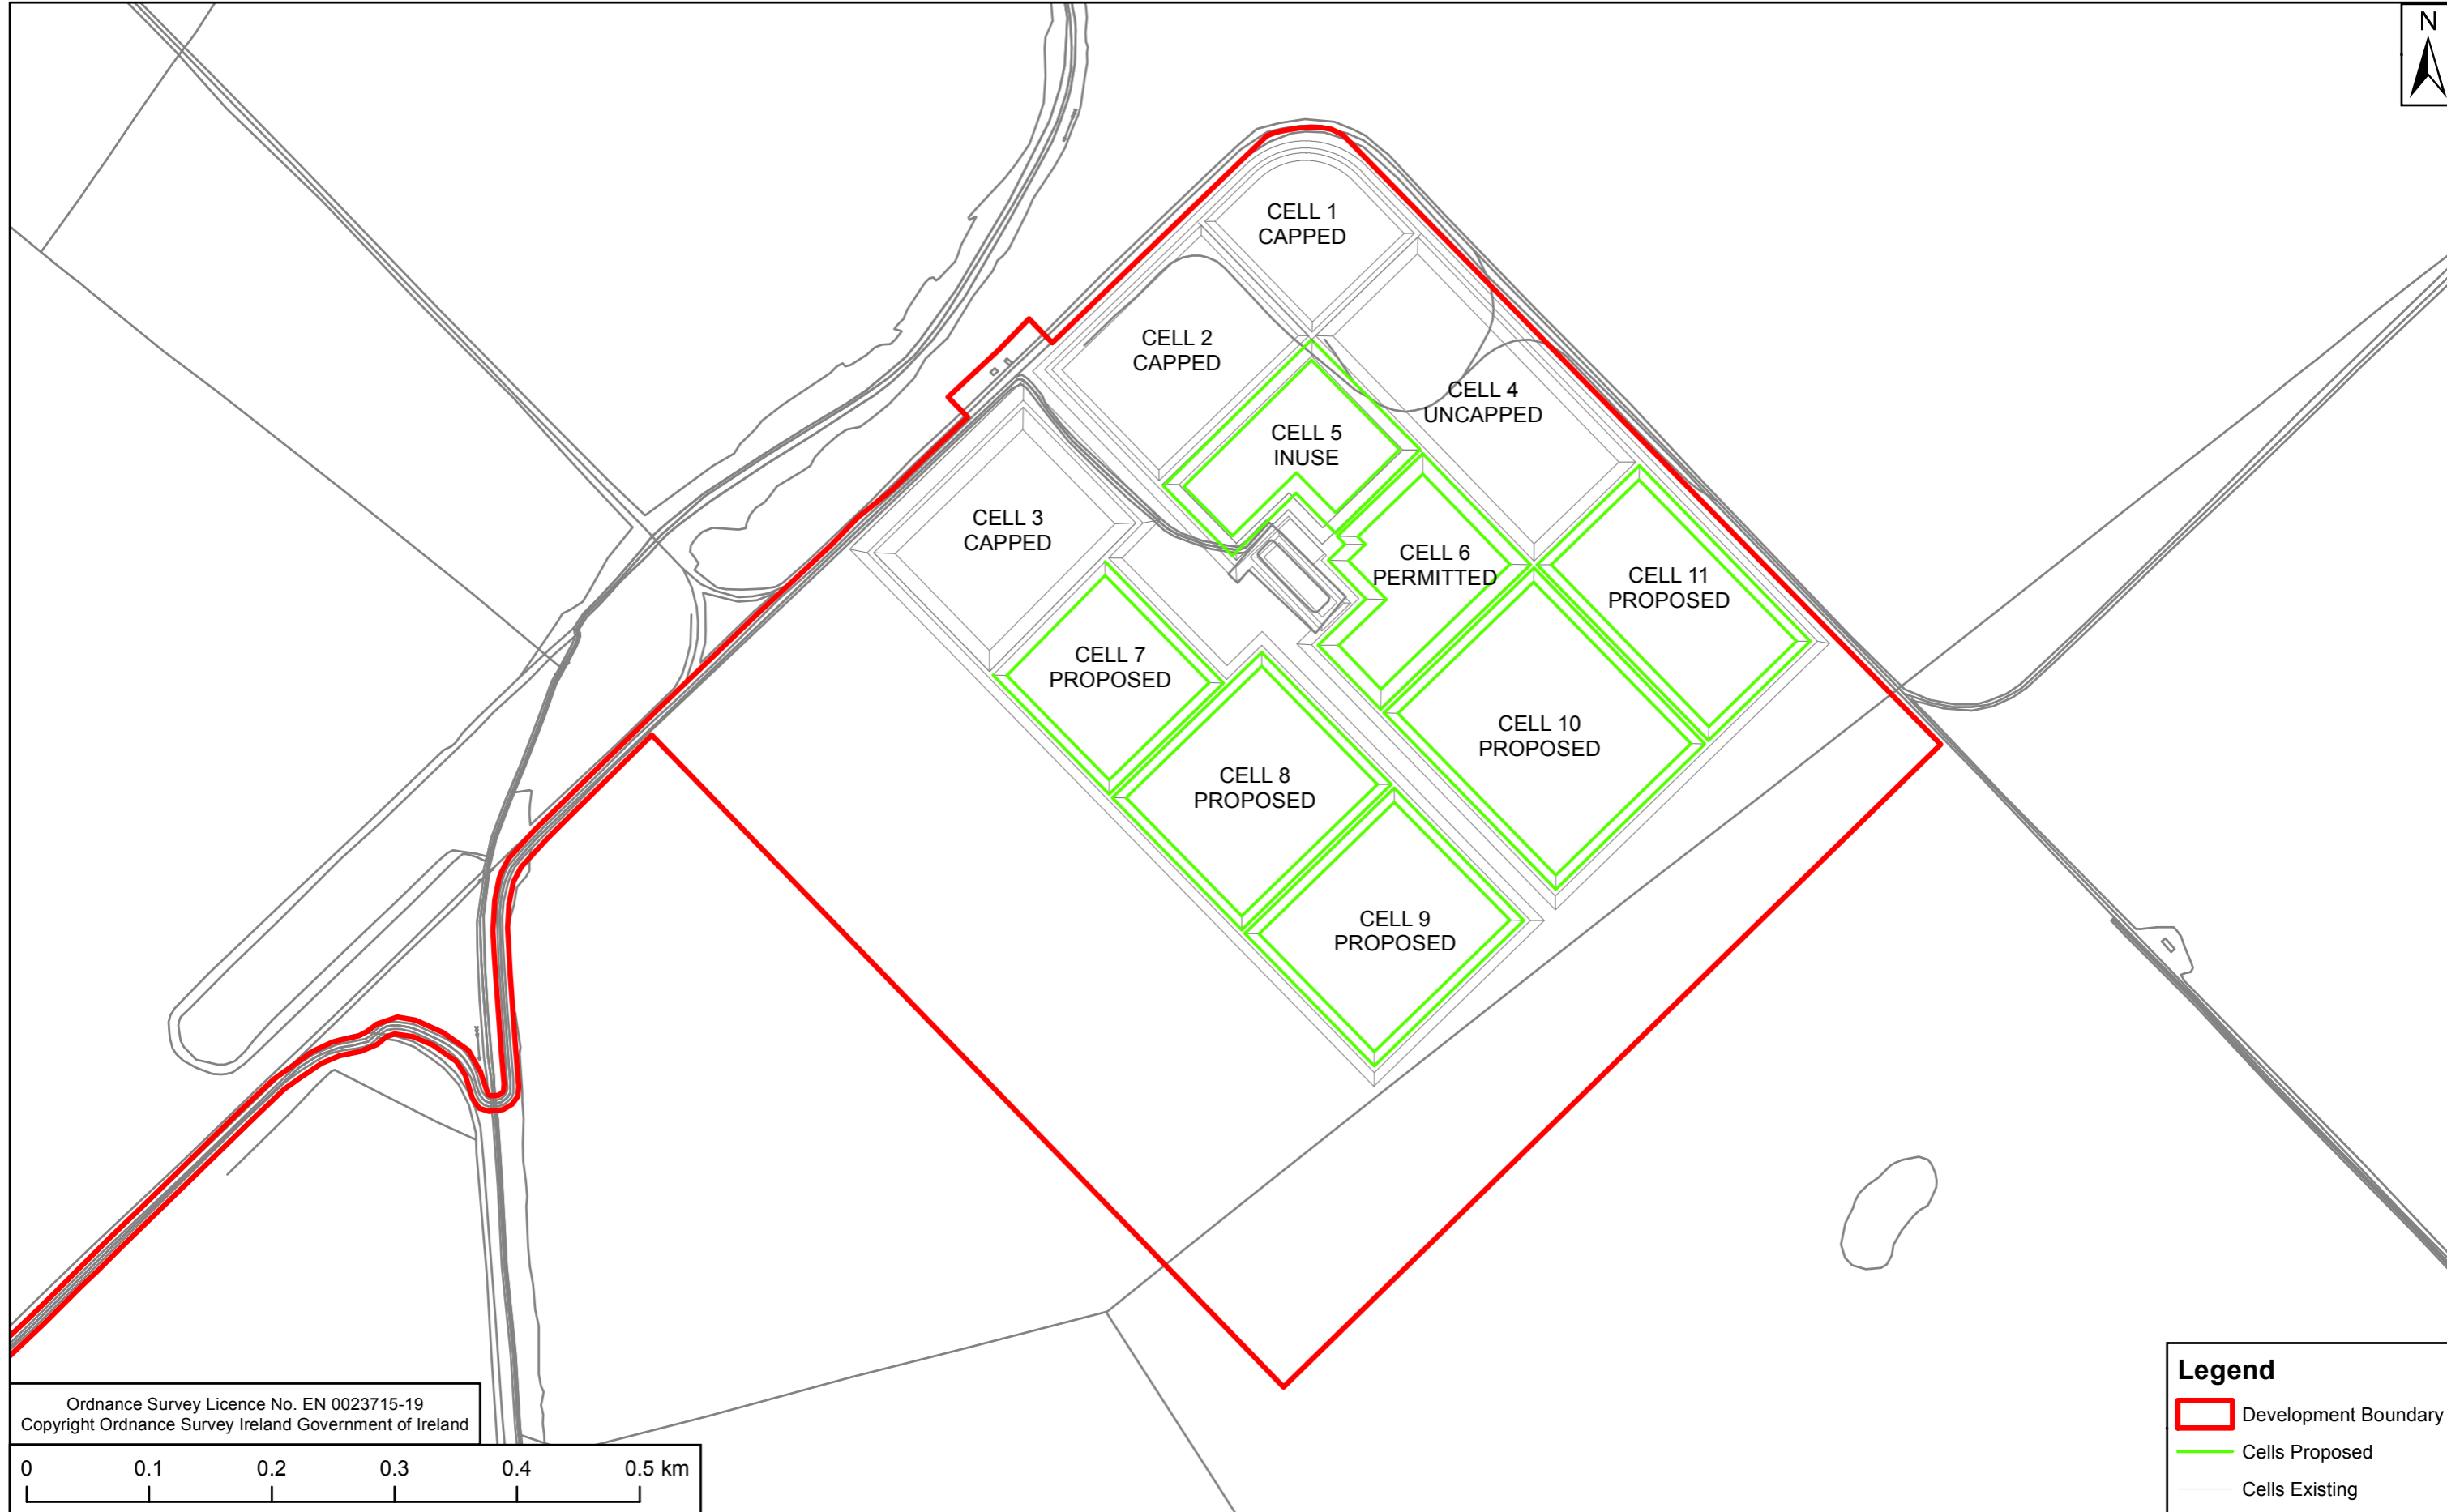 N
CELL 1
CAPPED
CELL 2
CAPPED
CELL 4
UNCAPPED
CELL 5
INUSE
CELL 3
CAPPED
CELL 6
PERMITTED
CELL 11
PROPOSED
CELL 7
PROPOSED
CELL 10
PROPOSED
CELL 8
PROPOSED
CELL 9
PROPOSED
Ordnance Survey Licence No. EN 0023715-19
Copyright Ordnance Survey Ireland Government of Ireland
0 0.1 0.2 0.3 0.4 0.5 km
Legend
Development Boundary
Cells Proposed
Cells Existing